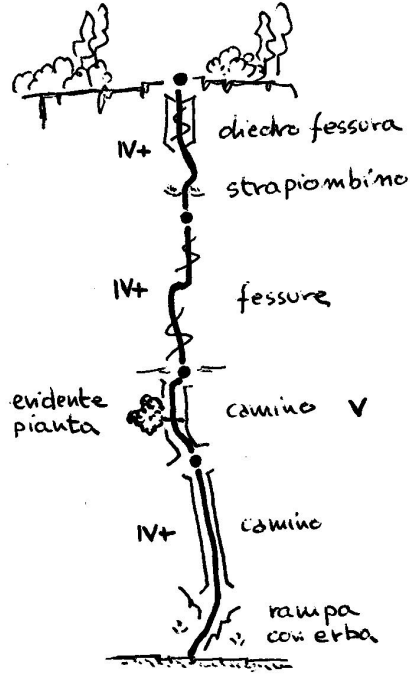 diedro fessura
IV+
strapiombino
IV+
fessure
evidente
pianta
camino V
IV+
camino
rampa
con erba